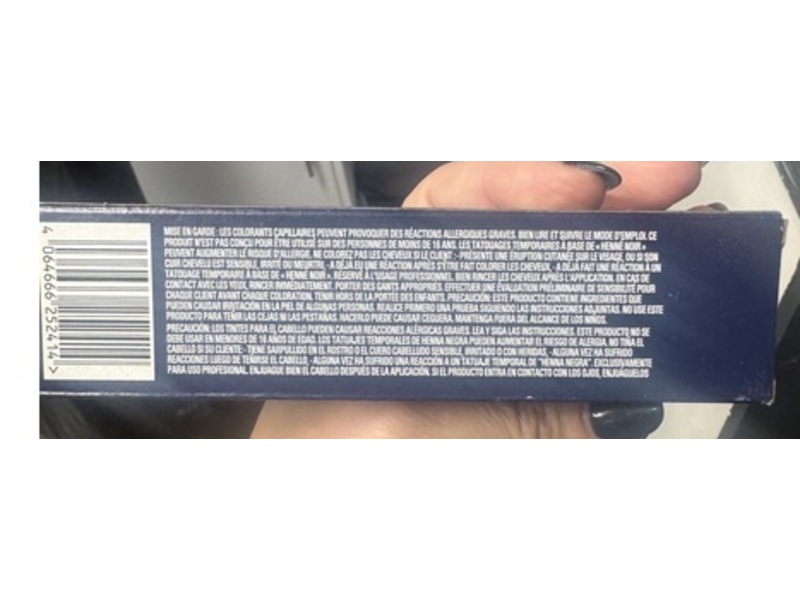 4 064666 252414 >
MISE EN GARDE : LES COLORANTS CAPILLAIRES PEUVENT PROVOQUER DES RÉACTIONS ALLERGIQUES GRAVES. BIEN LIRE ET SUIVRE LE MODE D'EMPLOI. CE
PRODUIT N'EST PAS CONÇU POUR ÊTRE UTILISÉ SUR DES PERSONNES DE MOINS DE 16 ANS. LES TATOUAGES TEMPORAIRES À BASE DE « HENNÉ NOIR »
PEUVENT AUGMENTER LE RISQUE D'ALLERGIE. NE COLOREZ PAS LES CHEVEUX SI LE CLIENT : - PRÉSENTE UNE ÉRUPTION CUTANÉE SUR LE VISAGE, OU SI SON
CUIR CHEVELU EST SENSIBLE, IRRITÉ OU MEURTRI, - A DÉJÀ EU UNE RÉACTION APRÈS S'ÊTRE FAIT COLORER LES CHEVEUX, - A DÉJÀ FAIT UNE RÉACTION À UN
TATOUAGE TEMPORAIRE À BASE DE « HENNÉ NOIR ». RÉSERVÉ À L'USAGE PROFESSIONNEL. BIEN RINCER LES CHEVEUX APRÈS L'APPLICATION. EN CAS DE
CONTACT AVEC LES YEUX, RINCER IMMÉDIATEMENT. PORTER DES GANTS APPROPRIÉS. EFFECTUER UNE ÉVALUATION PRÉLIMINAIRE DE SENSIBILITÉ POUR
CHAQUE CLIENT AVANT CHAQUE COLORATION. TENIR HORS DE LA PORTÉE DES ENFANTS. PRECAUCIÓN: ESTE PRODUCTO CONTIENE INGREDIENTES QUE
PUEDEN CAUSAR IRRITACIÓN EN LA PIEL DE ALGUNAS PERSONAS. REALICE PRIMERO UNA PRUEBA SIGUIENDO LAS INSTRUCCIONES ADJUNTAS. NO USE ESTE
PRODUCTO PARA TEÑIR LAS CEJAS NI LAS PESTAÑAS; HACERLO PUEDE CAUSAR CEGUERA. MANTENGA FUERA DEL ALCANCE DE LOS NIÑOS.
PRECAUCIÓN: LOS TINTES PARA EL CABELLO PUEDEN CAUSAR REACCIONES ALÉRGICAS GRAVES. LEA Y SIGA LAS INSTRUCCIONES. ESTE PRODUCTO NO SE
DEBE USAR EN MENORES DE 16 AÑOS DE EDAD. LOS TATUAJES TEMPORALES DE HENNA NEGRA PUEDEN AUMENTAR EL RIESGO DE ALERGIA. NO TIÑA EL
CABELLO SI SU CLIENTE: - TIENE SARPULLIDO EN EL ROSTRO O EL CUERO CABELLUDO SENSIBLE, IRRITADO O CON HERIDAS, - ALGUNA VEZ HA SUFRIDO
REACCIONES LUEGO DE TEÑIRSE EL CABELLO, - ALGUNA VEZ HA SUFRIDO UNA REACCIÓN A UN TATUAJE TEMPORAL DE "HENNA NEGRA". EXCLUSIVAMENTE
PARA USO PROFESIONAL. ENJUAGUE BIEN EL CABELLO DESPUÉS DE LA APLICACIÓN. SI EL PRODUCTO ENTRA EN CONTACTO CON LOS OJOS, ENJUÁGUELOS